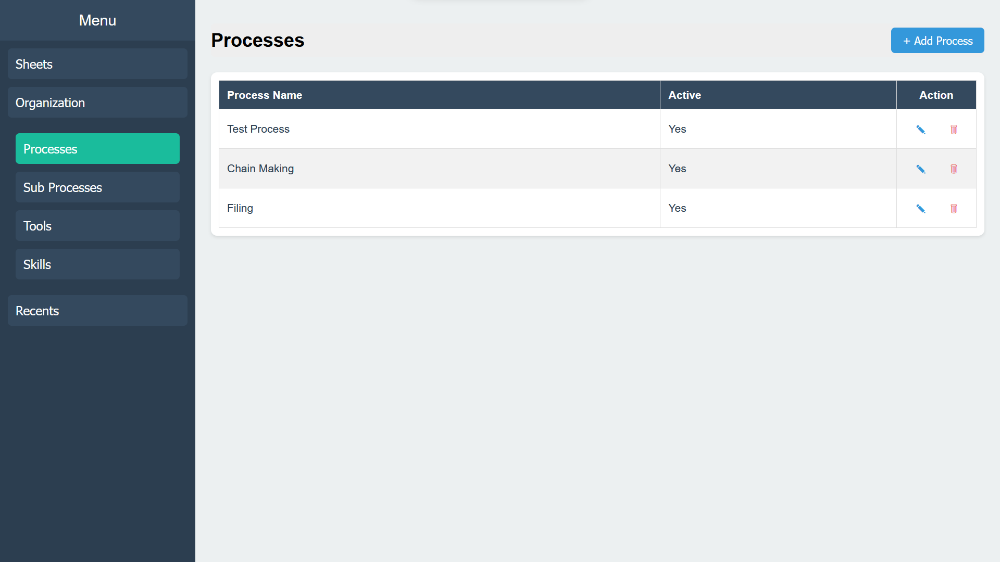 Menu
Sheets
Organization
Processes
Sub Processes
Tools
Skills
Recents
Processes
+ Add Process
Process Name Active Action
Test Process Yes
Chain Making Yes
Filing Yes